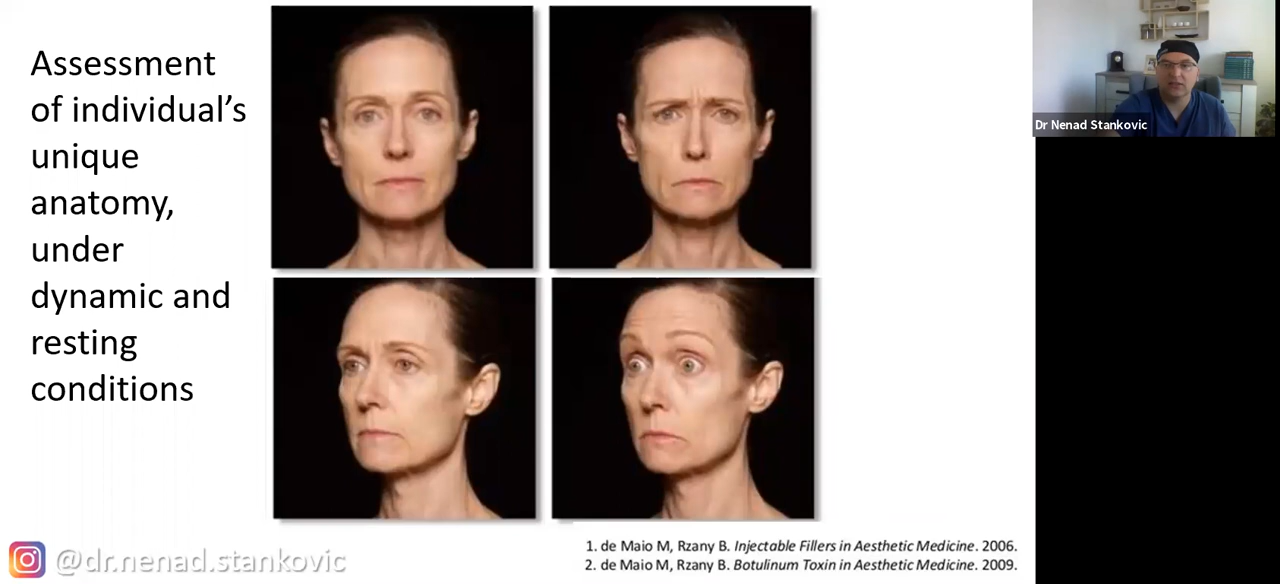 Assessment
of individual's
unique
anatomy,
under
dynamic and
resting
conditions
Dr Nenad Stankovic
1. de Maio M, Rzany B. Injectable Fillers in Aesthetic Medicine. 2006.
2. de Maio M, Rzany B. Botulinum Toxin in Aesthetic Medicine. 2009.
@dr.nenad.stankovic